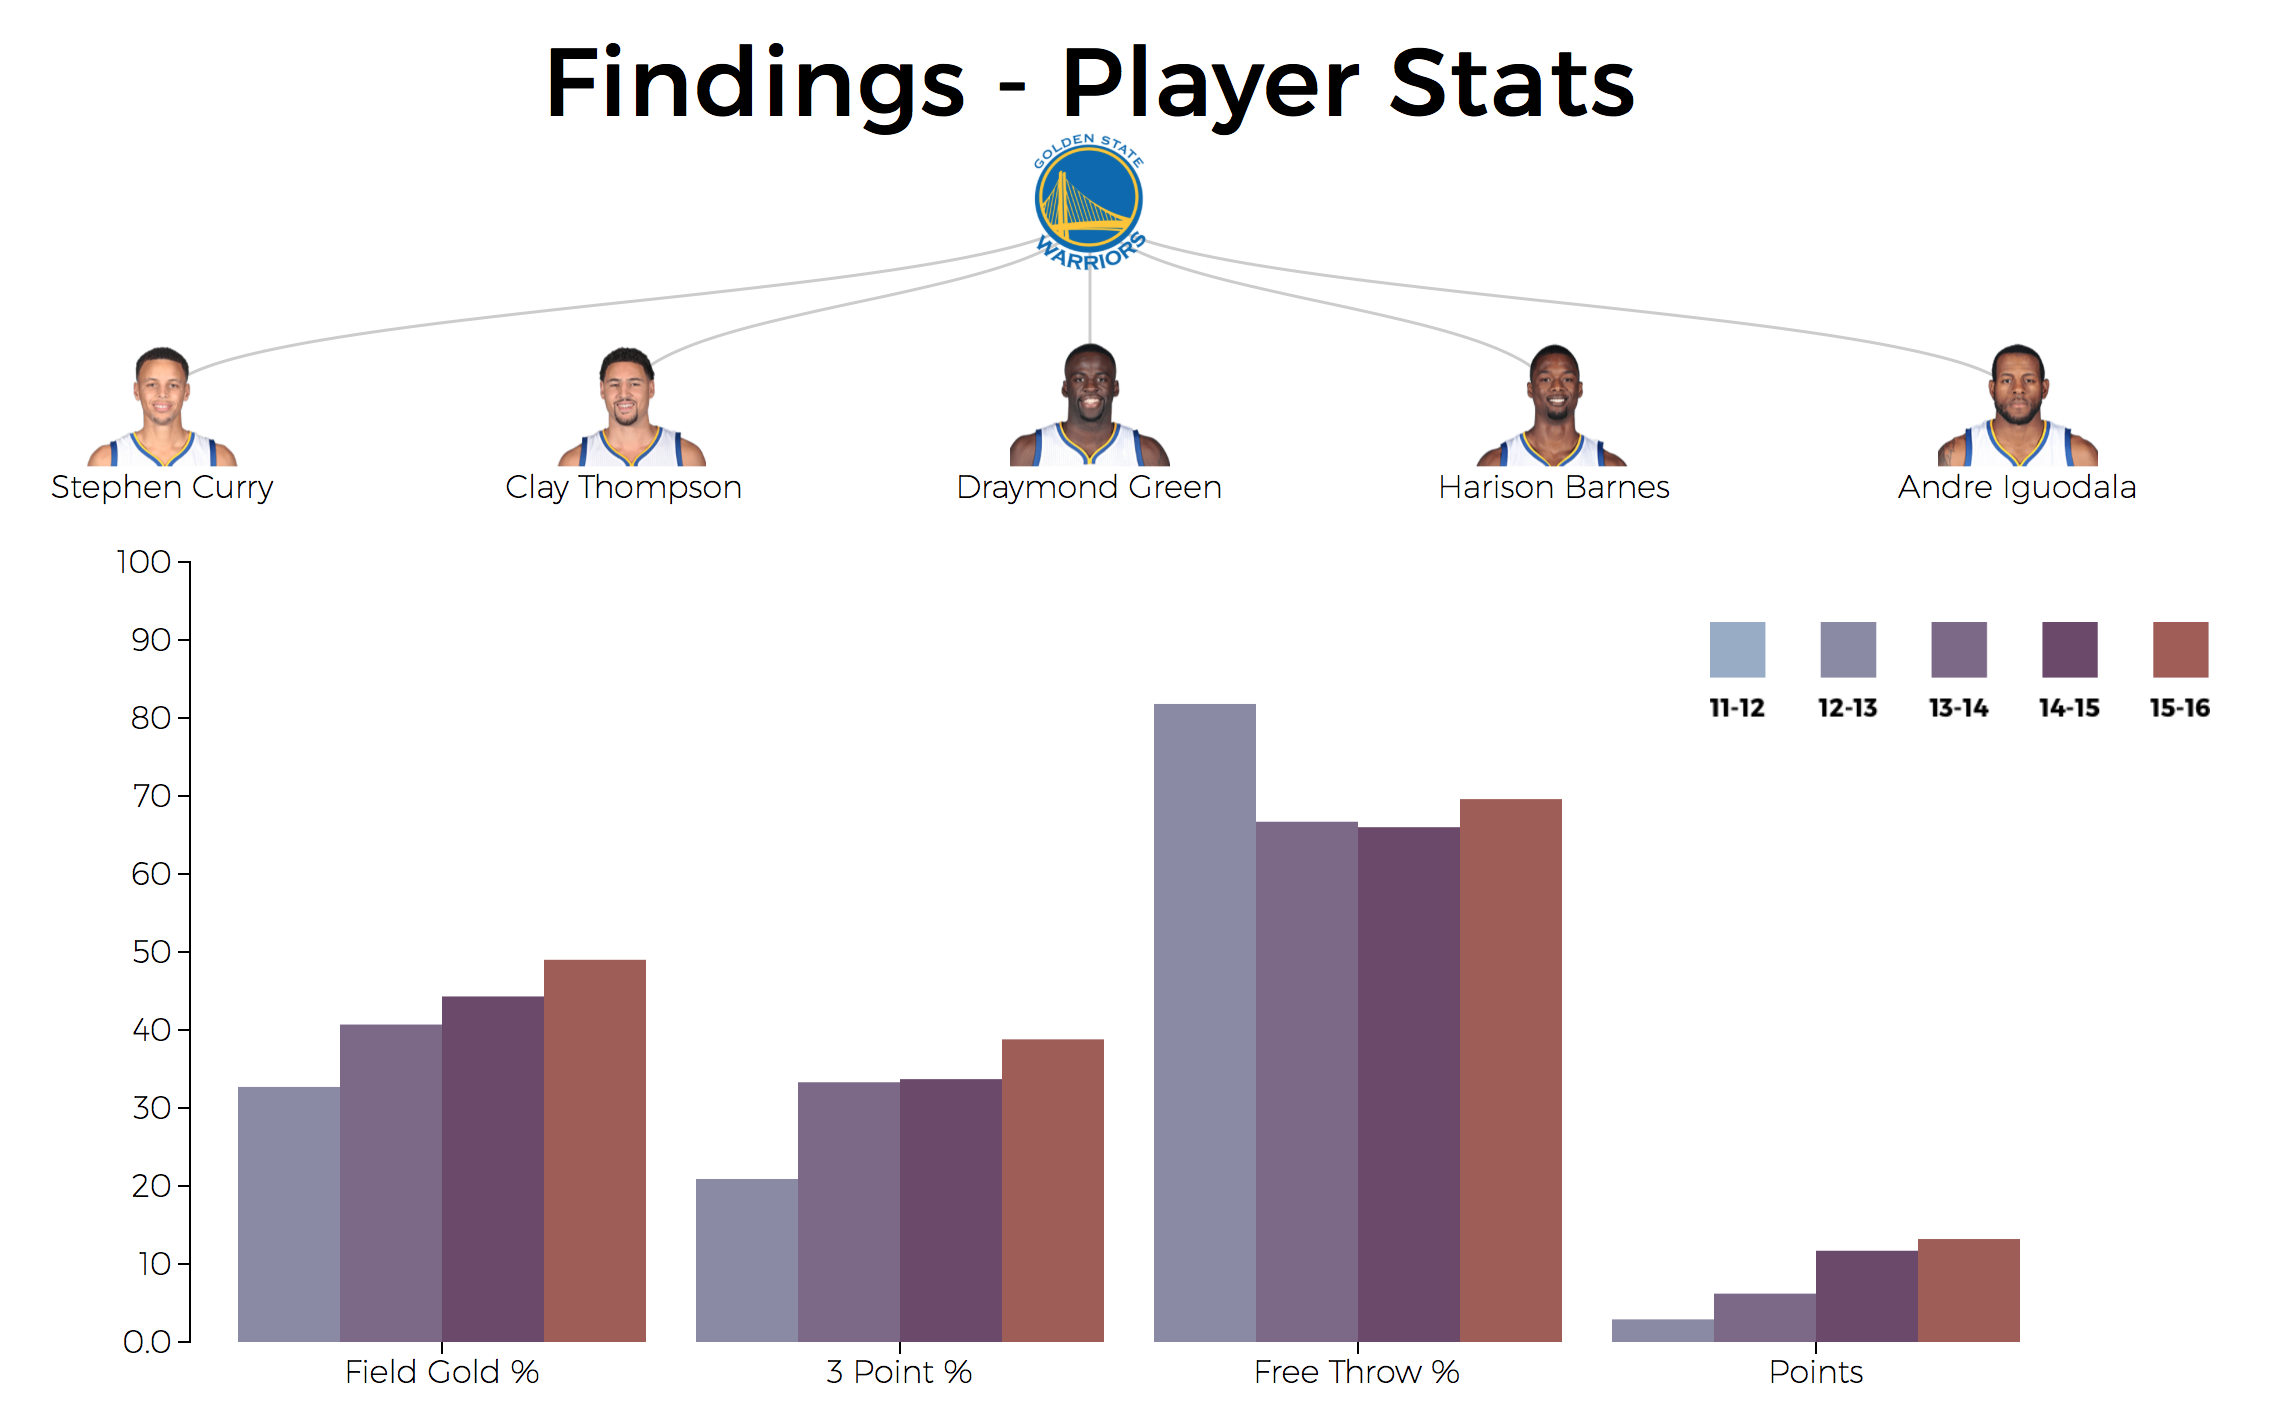 Findings - Player Stats
GOLDEN STATE
WARRIORS
Stephen Curry
Clay Thompson
Draymond Green
Harison Barnes
Andre Iguodala
100
90
80
70
60
50
40
30
20
10
0.0
11-12
12-13
13-14
14-15
15-16
Field Gold %
3 Point %
Free Throw %
Points